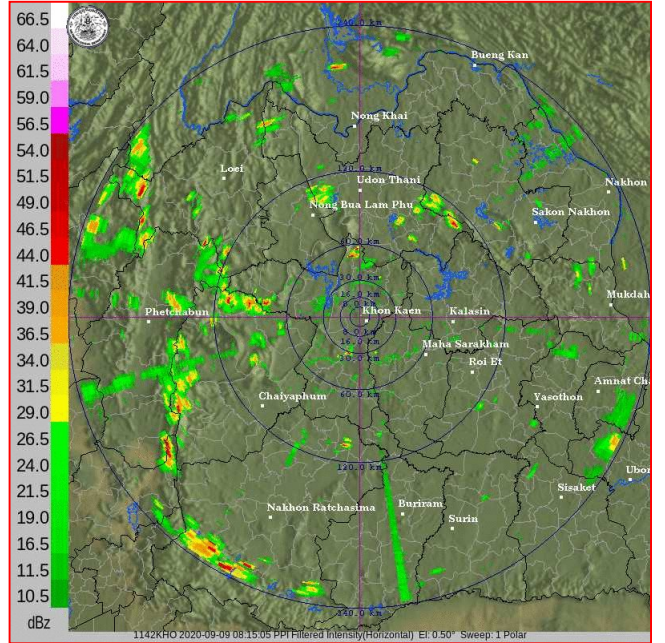 66.5
64.0
61.5
59.0
56.5
54.0
51.5
49.0
46.5
44.0
41.5
39.0
36.5
34.0
31.5
29.0
26.5
24.0
21.5
19.0
16.5
11.5
10.5
dBz
Bueng Kan
Nong Khai
Loei
Udon Thani
Nakhon
Nong Bua Lam Phu
Sakon Nakhon
Mukdah
Phetchabun
Khon Kaen
Kalasin
Maha Sarakham
Roi Et
Amnat Cha
Chaiyaphum
Yasothon
120.0 km
Ubon
Sisaket
Nakhon Ratchasima
Buriram
Surin
1142KHO 2020-09-09 08:15:05 PPI Filtered Intensity(Horizontal) El: 0.50° Sweep: 1 Polar